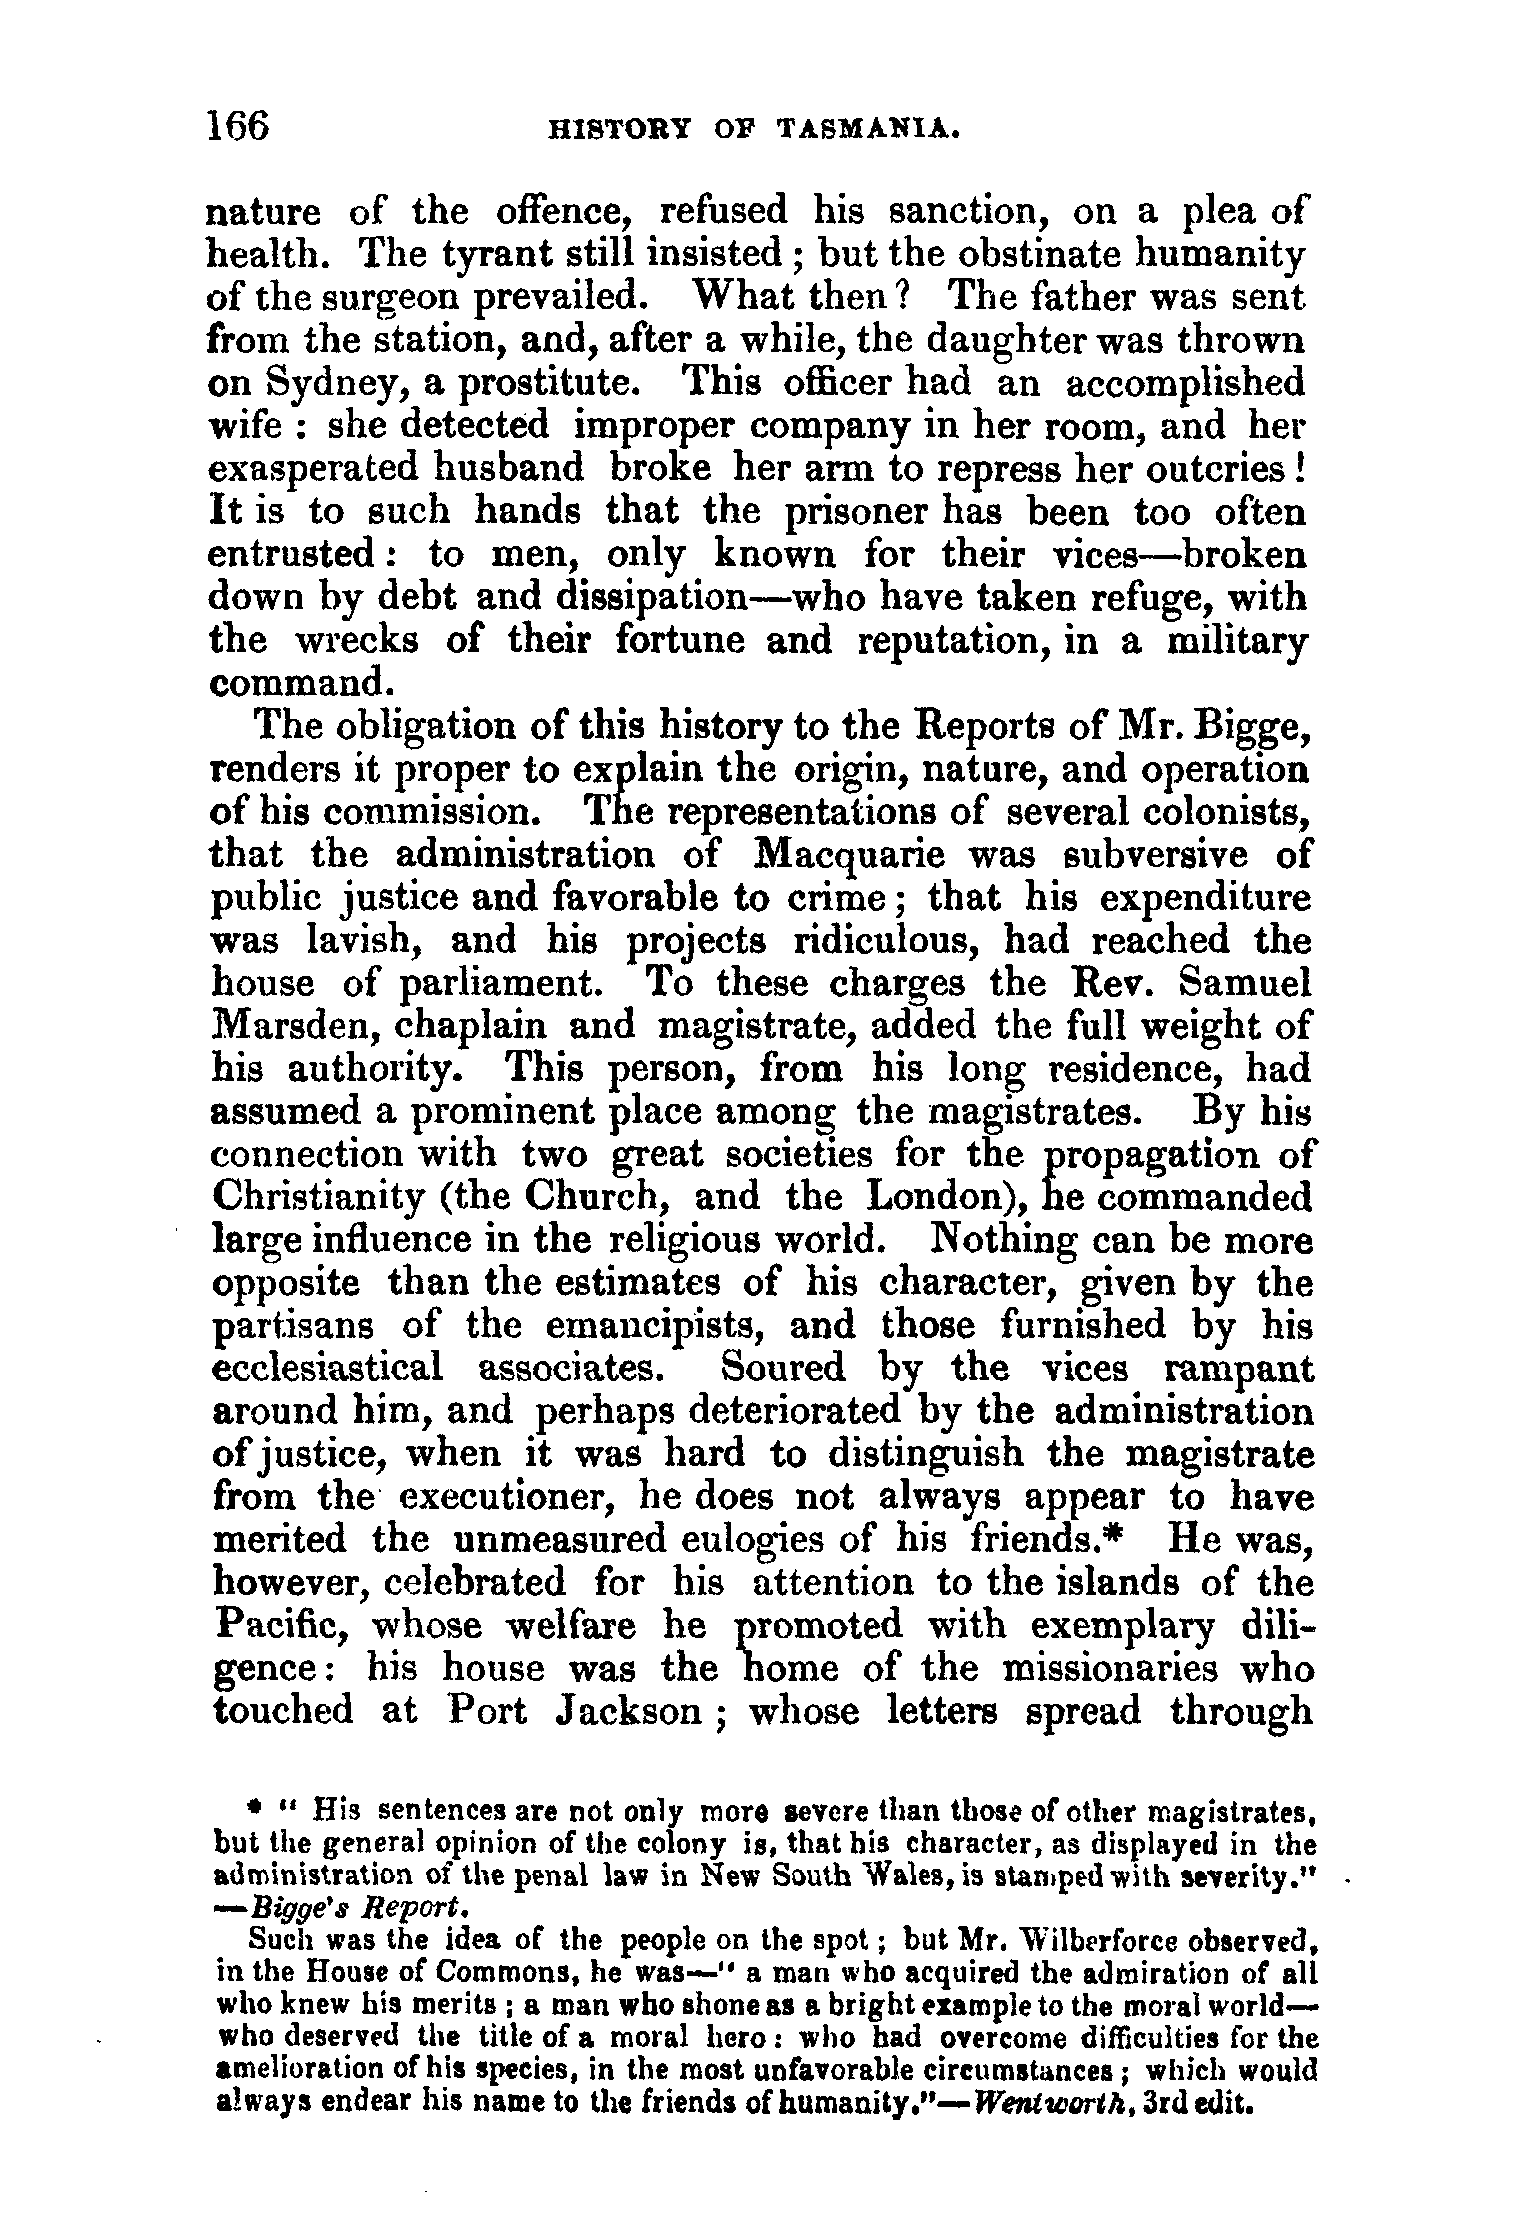 166 HISTORY OF TASMANIA.
nature of the offence, refused his sanction, on a plea of
health. The tyrant still insisted ; but the obstinate humanity
of the surgeon prevailed. What then? The father was sent
from the station, and, after a while, the daughter was thrown
on Sydney, a prostitute. This officer had an accomplished
wife : she detected improper company in her room, and her
exasperated husband broke her arm to repress her outcries!
It is to such hands that the prisoner has been too often
entrusted : to men, only known for their vices—broken
down by debt and dissipation—who have taken refuge, with
the wrecks of their fortune and reputation, in a military
command.
The obligation of this history to the Reports of Mr. Bigge,
renders it proper to explain the origin, nature, and operation
of his commission. The representations of several colonists,
that the administration of Macquarie was subversive of
public justice and favorable to crime; that his expenditure
was lavish, and his projects ridiculous, had reached the
house of parliament. To these charges the Rev. Samuel
Marsden, chaplain and magistrate, added the full weight of
his authority. This person, from his long residence, had
assumed a prominent place among the magistrates. By his
connection with two great societies for the propagation of
Christianity (the Church, and the London), he commanded
large influence in the religious world. Nothing can be more
opposite than the estimates of his character, given by the
partisans of the emancipists, and those furnished by his
ecclesiastical associates. Soured by the vices rampant
around him, and perhaps deteriorated by the administration
of justice, when it was hard to distinguish the magistrate
from the executioner, he does not always appear to have
merited the unmeasured eulogies of his friends.* He was,
however, celebrated for his attention to the islands of the
Pacific, whose welfare he promoted with exemplary dili-
gence: his house was the home of the missionaries who
touched at Port Jackson ; whose letters spread through
* " His sentences are not only more severe than those of other magistrates,
but the general opinion of the colony is, that his character, as displayed in the
administration of the penal law in New South Wales, is stamped with severity."
—Bigge's Report.
Such was the idea of the people on the spot ; but Mr. Wilberforce observed,
in the House of Commons, he was—" a man who acquired the admiration of all
who knew his merits ; a man who shone as a bright example to the moral world—
who deserved the title of a moral hero : who had overcome difficulties for the
amelioration of his species, in the most unfavorable circumstances ; which would
always endear his name to the friends of humanity."—Wentworth, 3rd edit.